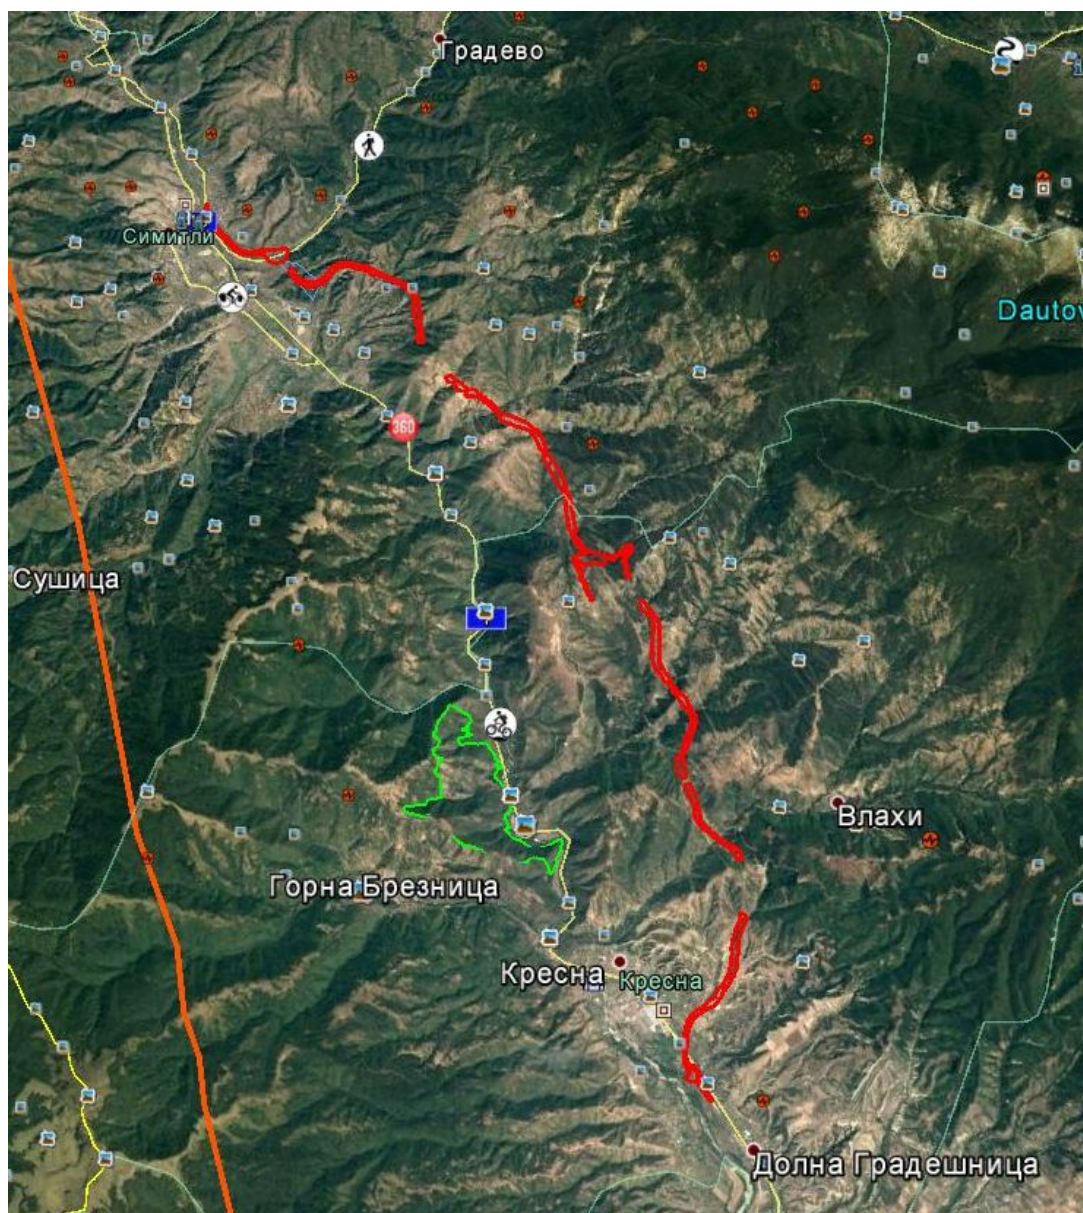 Градево
Симитли
Dautov
360
Сушица
Влахи
Горна Брезница
Кресна
Кресна
Долна Градешница